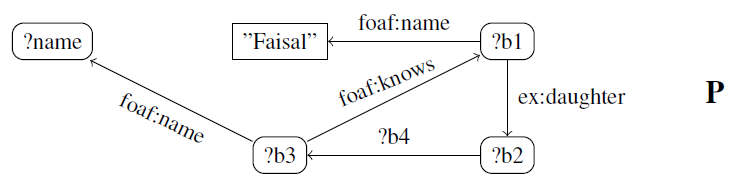 foaf:name
?name
”Faisal”
?b1
foaf:knows
foaf:name
ex:daughter
P
?b4
?b3
?b2